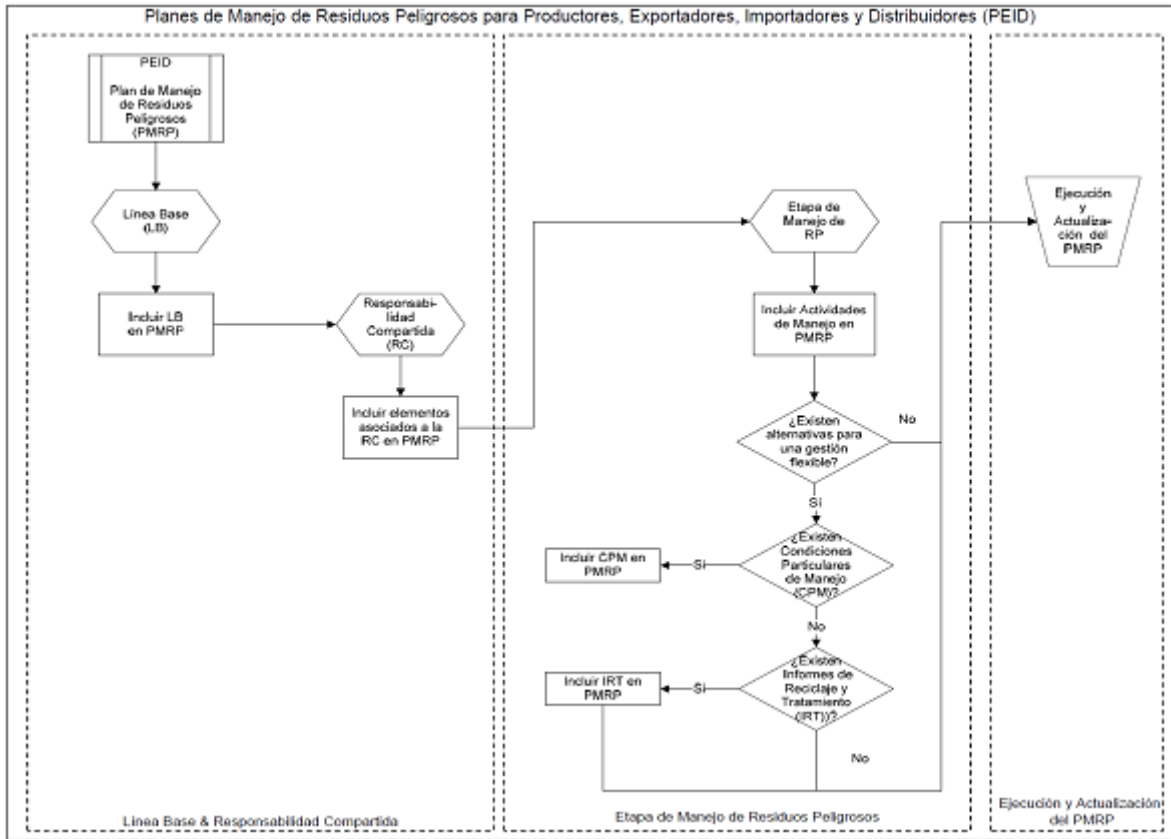 Planes de Manejo de Residuos Peligrosos para Productores, Exportadores, Importadores y Distribuidores (PEID)
PEID
Plan de Manejo
de Residuos
Peligrosos
(PMRP)
Línea Base
(LB)
Incluir LB
en PMRP
Responsabi-
lidad
Compartida
(RC)
Incluir elementos
asociados a la
RC en PMRP
Línea Base & Responsabilidad Compartida
Etapa de
Manejo de
RP
Incluir Actividades
de Manejo en
PMRP
¿Existen
alternativas para
una gestión
flexible?
No
Si
¿Existen
Condiciones
Particulares
de Manejo
(CPM)?
Si
Incluir CPM en
PMRP
No
¿Existen
Informes de
Reciclaje y
Tratamiento
(IRT))?
Si
Incluir IRT en
PMRP
No
Etapa de Manejo de Residuos Peligrosos
Ejecución
y
Actualiza-
ción del
PMRP
Ejecución y Actualización
del PMRP